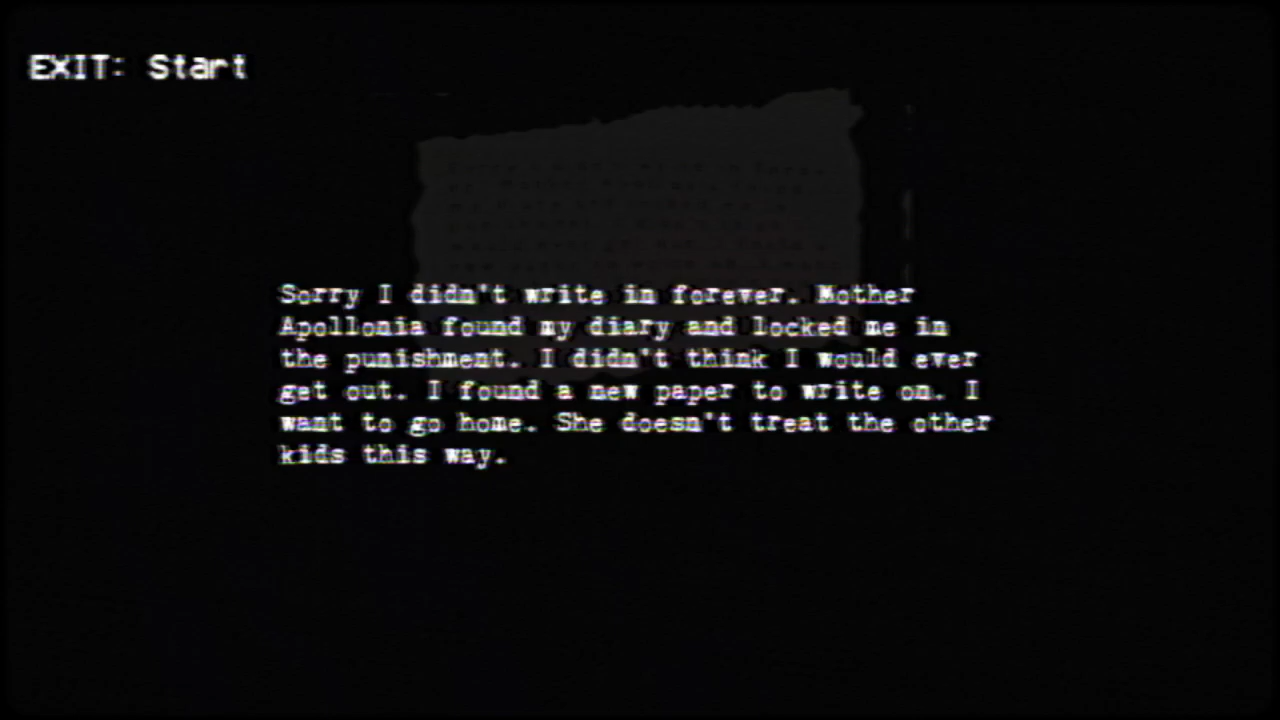 EXIT: Start
Sorry I didn't write in forever. Mother
Apollonia found my diary and locked me in
the punishment. I didn't think I would ever
get out. I found a new paper to write on. I
want to go home. She doesn't treat the other
kids this way.